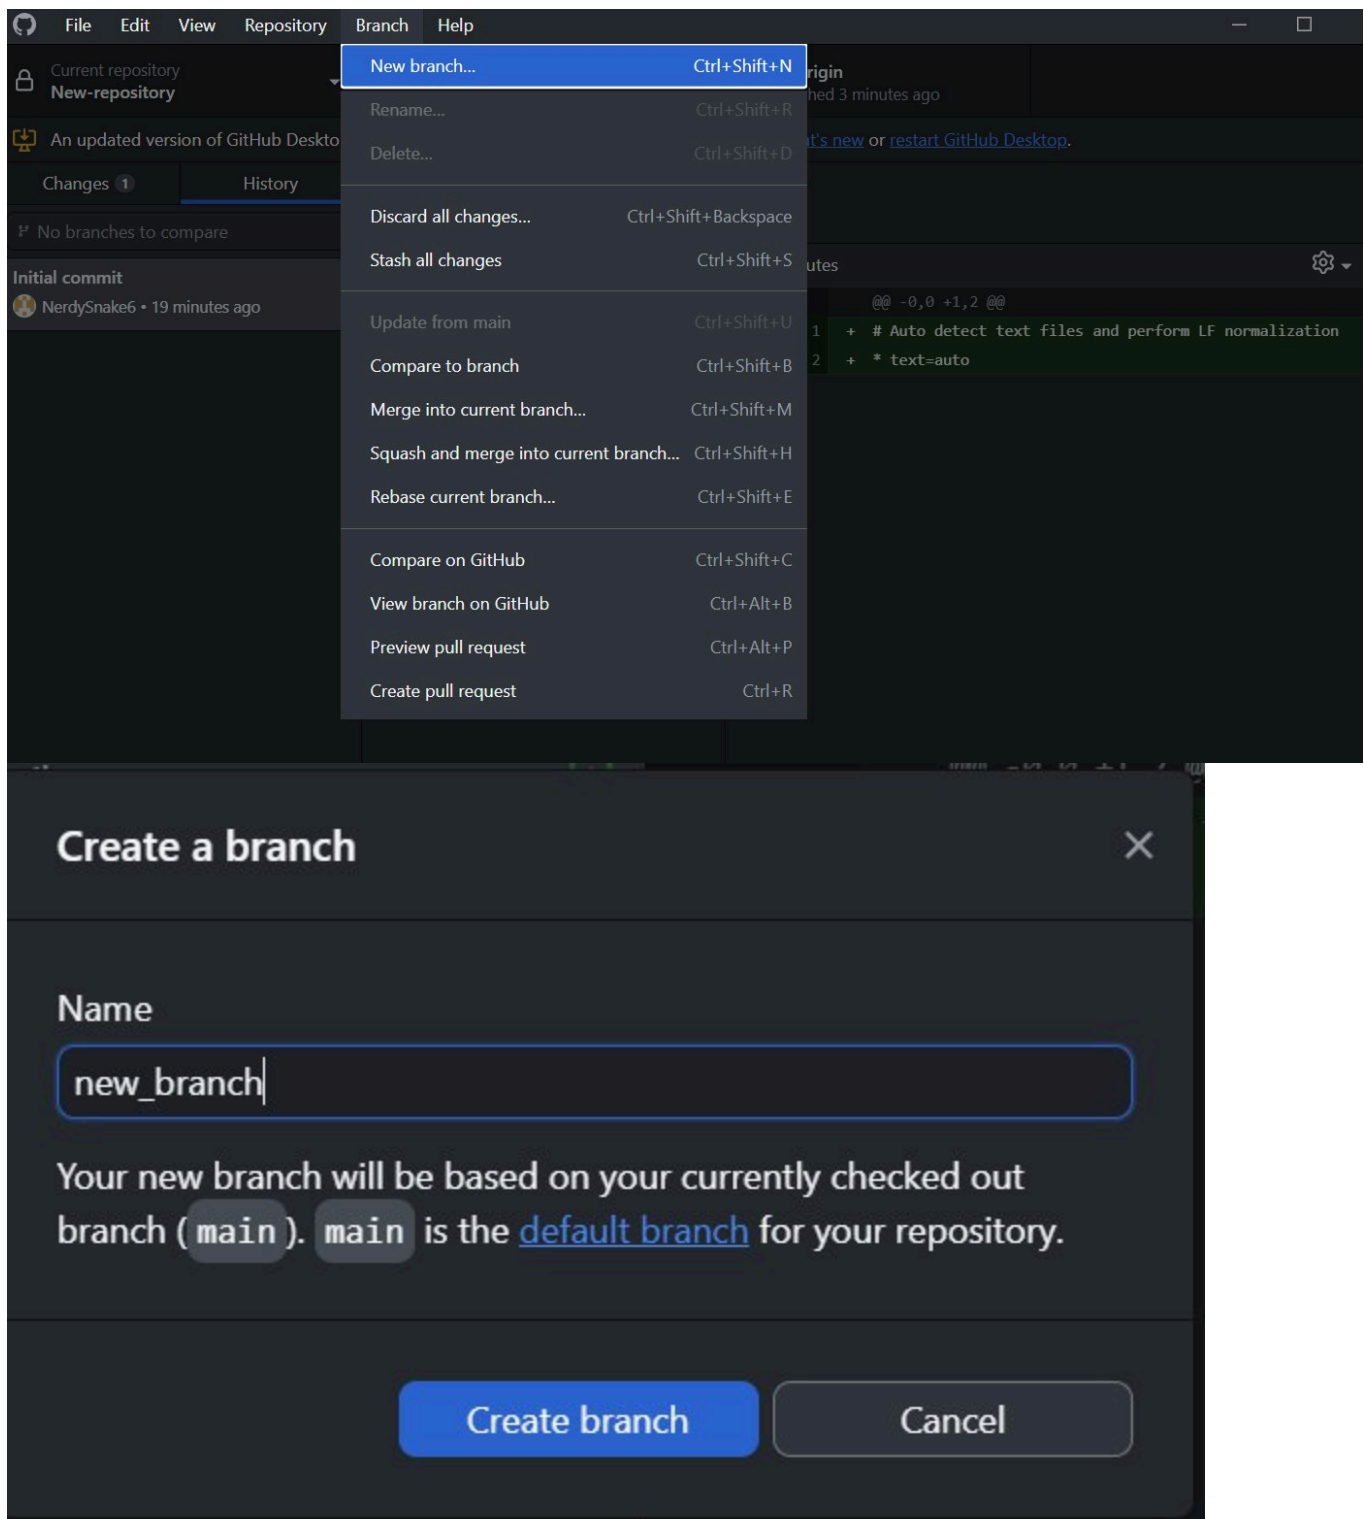 File Edit View Repository Branch Help
Current repository
New-repository
New branch... Ctrl+Shift+N
rigin
hed 3 minutes ago
Rename... Ctrl+Shift+R
An updated version of GitHub Deskto
Delete... Ctrl+Shift+D
t's new or restart GitHub Desktop.
Changes 1 History
No branches to compare
Discard all changes... Ctrl+Shift+Backspace
Stash all changes Ctrl+Shift+S
utes
Initial commit
NerdySnake6 • 19 minutes ago
Update from main Ctrl+Shift+U
Compare to branch Ctrl+Shift+B
Merge into current branch... Ctrl+Shift+M
Squash and merge into current branch... Ctrl+Shift+H
Rebase current branch... Ctrl+Shift+E
Compare on GitHub Ctrl+Shift+C
View branch on GitHub Ctrl+Alt+B
Preview pull request Ctrl+Alt+P
Create pull request Ctrl+R
@@ -0,0 +1,2 @@
1 + # Auto detect text files and perform LF normalization
2 + * text=auto
Create a branch
Name
new_branch
Your new branch will be based on your currently checked out
branch (main). main is the default branch for your repository.
Create branch Cancel